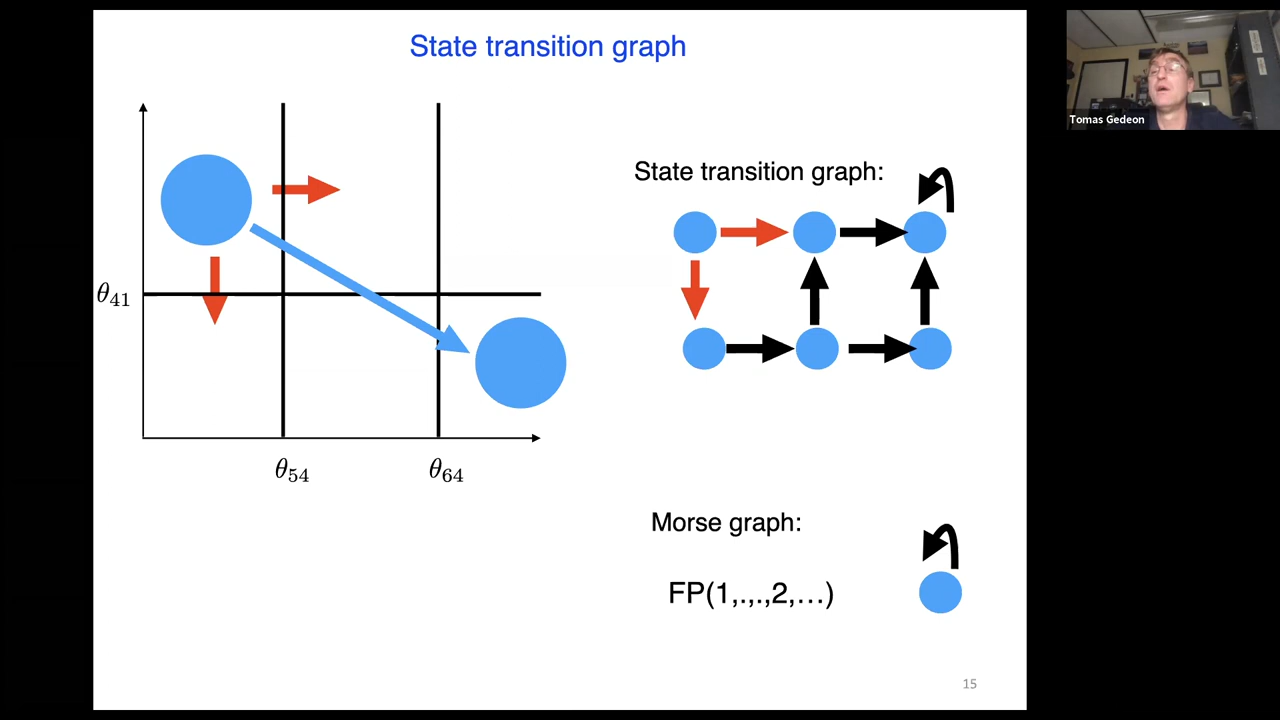 State transition graph
Tomas Gedeon
State transition graph:
θ41
θ54
θ64
Morse graph:
FP(1,.,.,2,…)
15